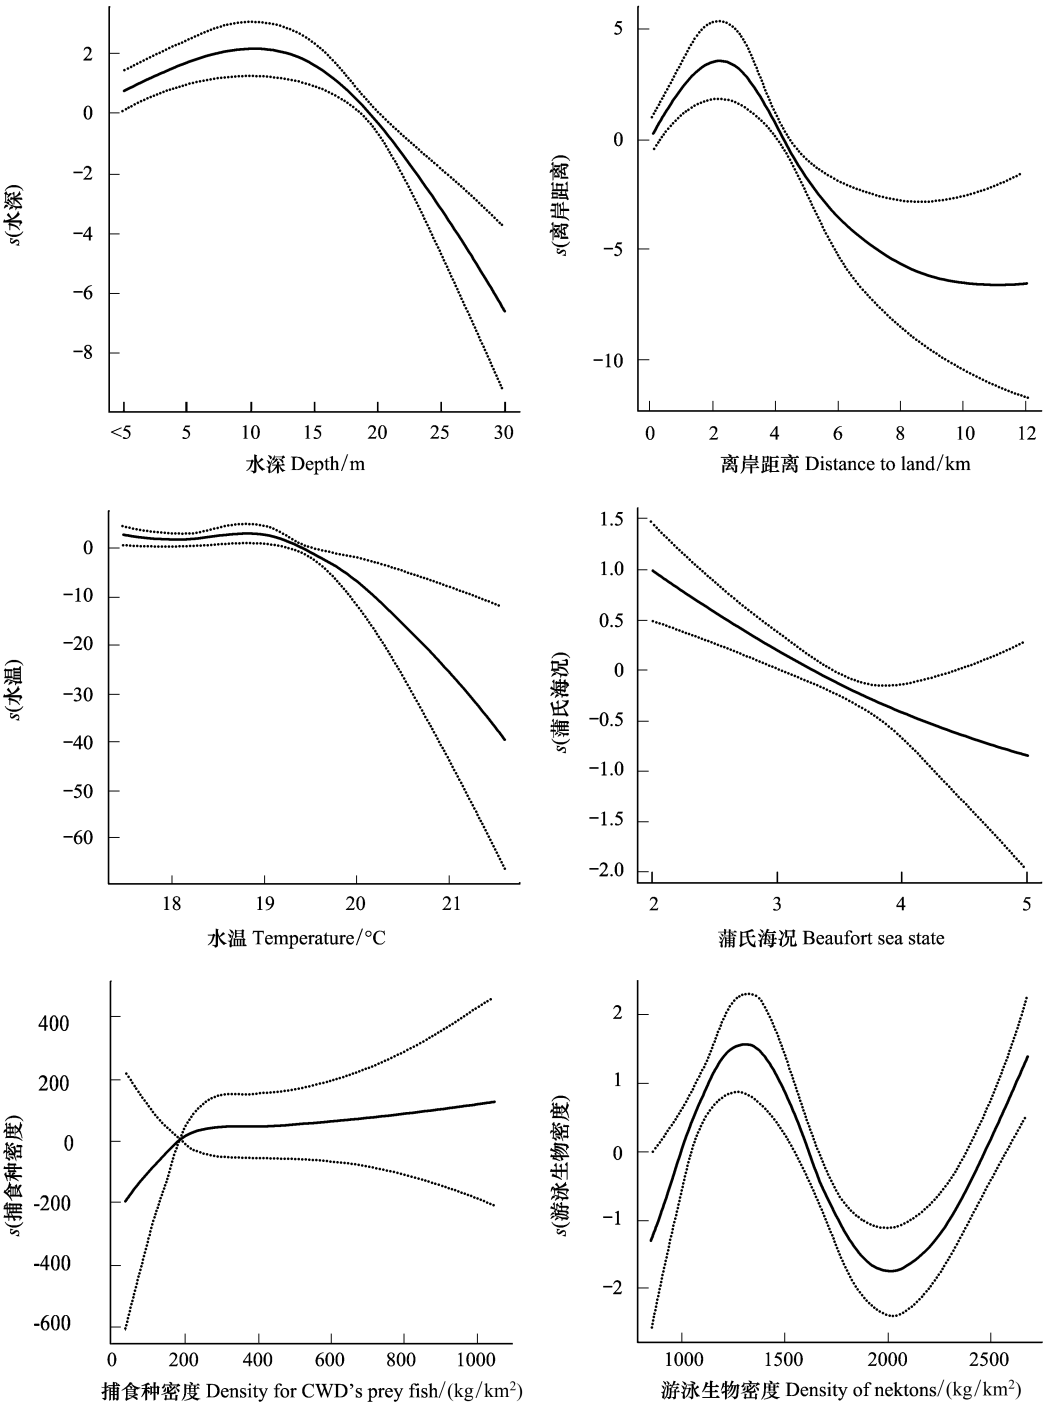 2
0
−2
−4
−6
−8
s(水深)
<5 5 10 15 20 25 30
水深 Depth/m
5
0
−5
−10
s(离岸距离)
0 2 4 6 8 10 12
离岸距离 Distance to land/km
0
−10
−20
−30
−40
−50
−60
s(水温)
18 19 20 21
水温 Temperature/°C
1.5
1.0
0.5
0
−0.5
−1.0
−1.5
−2.0
s(蒲氏海况)
2 3 4 5
蒲氏海况 Beaufort sea state
400
200
0
-200
-400
-600
s(捕食种密度)
0 200 400 600 800 1000
捕食种密度 Density for CWD's prey fish/(kg/km²)
2
1
0
−1
−2
s(游泳生物密度)
1000 1500 2000 2500
游泳生物密度 Density of nektons/(kg/km²)